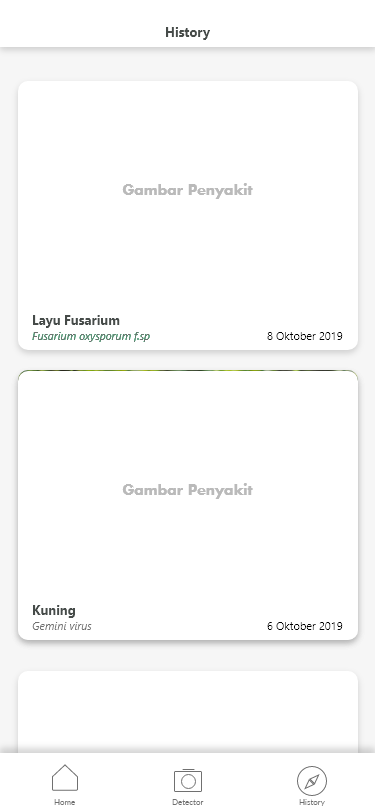 History
Gambar Penyakit
Layu Fusarium
Fusarium oxysporum f.sp
8 Oktober 2019
Gambar Penyakit
Kuning
Gemini virus
6 Oktober 2019
Home
Detector
History